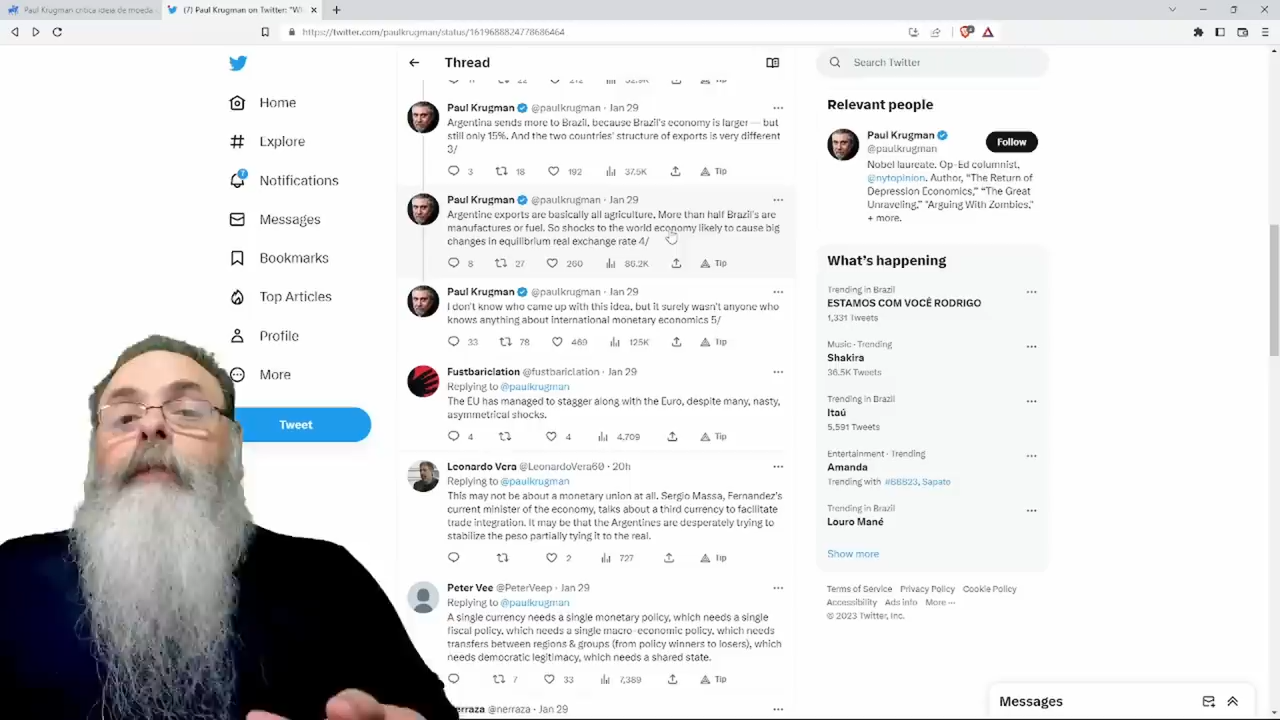 Paul Krugman critica ideia de moeda
(7) Paul Krugman on Twitter: "Wh
https://twitter.com/paulkrugman/status/1619688824778686464
Home
Explore
7
Notifications
Messages
Bookmarks
Top Articles
Profile
More
Tweet
Thread
Paul Krugman @paulkrugman · Jan 29
Argentina sends more to Brazil, because Brazil's economy is larger — but
still only 15%. And the two countries' structure of exports is very different
3/
3 18 192 37.5K Tip
Paul Krugman @paulkrugman · Jan 29
Argentine exports are basically all agriculture. More than half Brazil's are
manufactures or fuel. So shocks to the world economy likely to cause big
changes in equilibrium real exchange rate 4/
8 27 260 86.2K Tip
Paul Krugman @paulkrugman · Jan 29
I don't know who came up with this idea, but it surely wasn't anyone who
knows anything about international monetary economics 5/
33 78 469 125K Tip
Fustbariclation @fustbariclation · Jan 29
Replying to @paulkrugman
The EU has managed to stagger along with the Euro, despite many, nasty,
asymmetrical shocks.
4 4 4,709 Tip
Leonardo Vera @LeonardoVera60 · 20h
Replying to @paulkrugman
This may not be about a monetary union at all. Sergio Massa, Fernandez's
current minister of the economy, talks about a third currency to facilitate
trade integration. It may be that the Argentines are desperately trying to
stabilize the peso partially tying it to the real.
2 727 Tip
Peter Vee @PeterVeep · Jan 29
Replying to @paulkrugman
A single currency needs a single monetary policy, which needs a single
fiscal policy, which needs a single macro-economic policy, which needs
transfers between regions & groups (from policy winners to losers), which
needs democratic legitimacy, which needs a shared state.
7 33 7,389 Tip
@nerraza · Jan 29
Search Twitter
Relevant people
Paul Krugman
@paulkrugman
Follow
Nobel laureate. Op-Ed columnist,
@nytopinion. Author, "The Return of
Depression Economics," "The Great
Unraveling," "Arguing With Zombies,"
+ more.
What's happening
Trending in Brazil
ESTAMOS COM VOCÊ RODRIGO
1,331 Tweets
Music · Trending
Shakira
36.5K Tweets
Trending in Brazil
Itaú
5,591 Tweets
Entertainment · Trending
Amanda
Trending with #BBB23, Sapato
Trending in Brazil
Louro Mané
Show more
Terms of Service Privacy Policy Cookie Policy
Accessibility Ads info More ···
© 2023 Twitter, Inc.
Messages